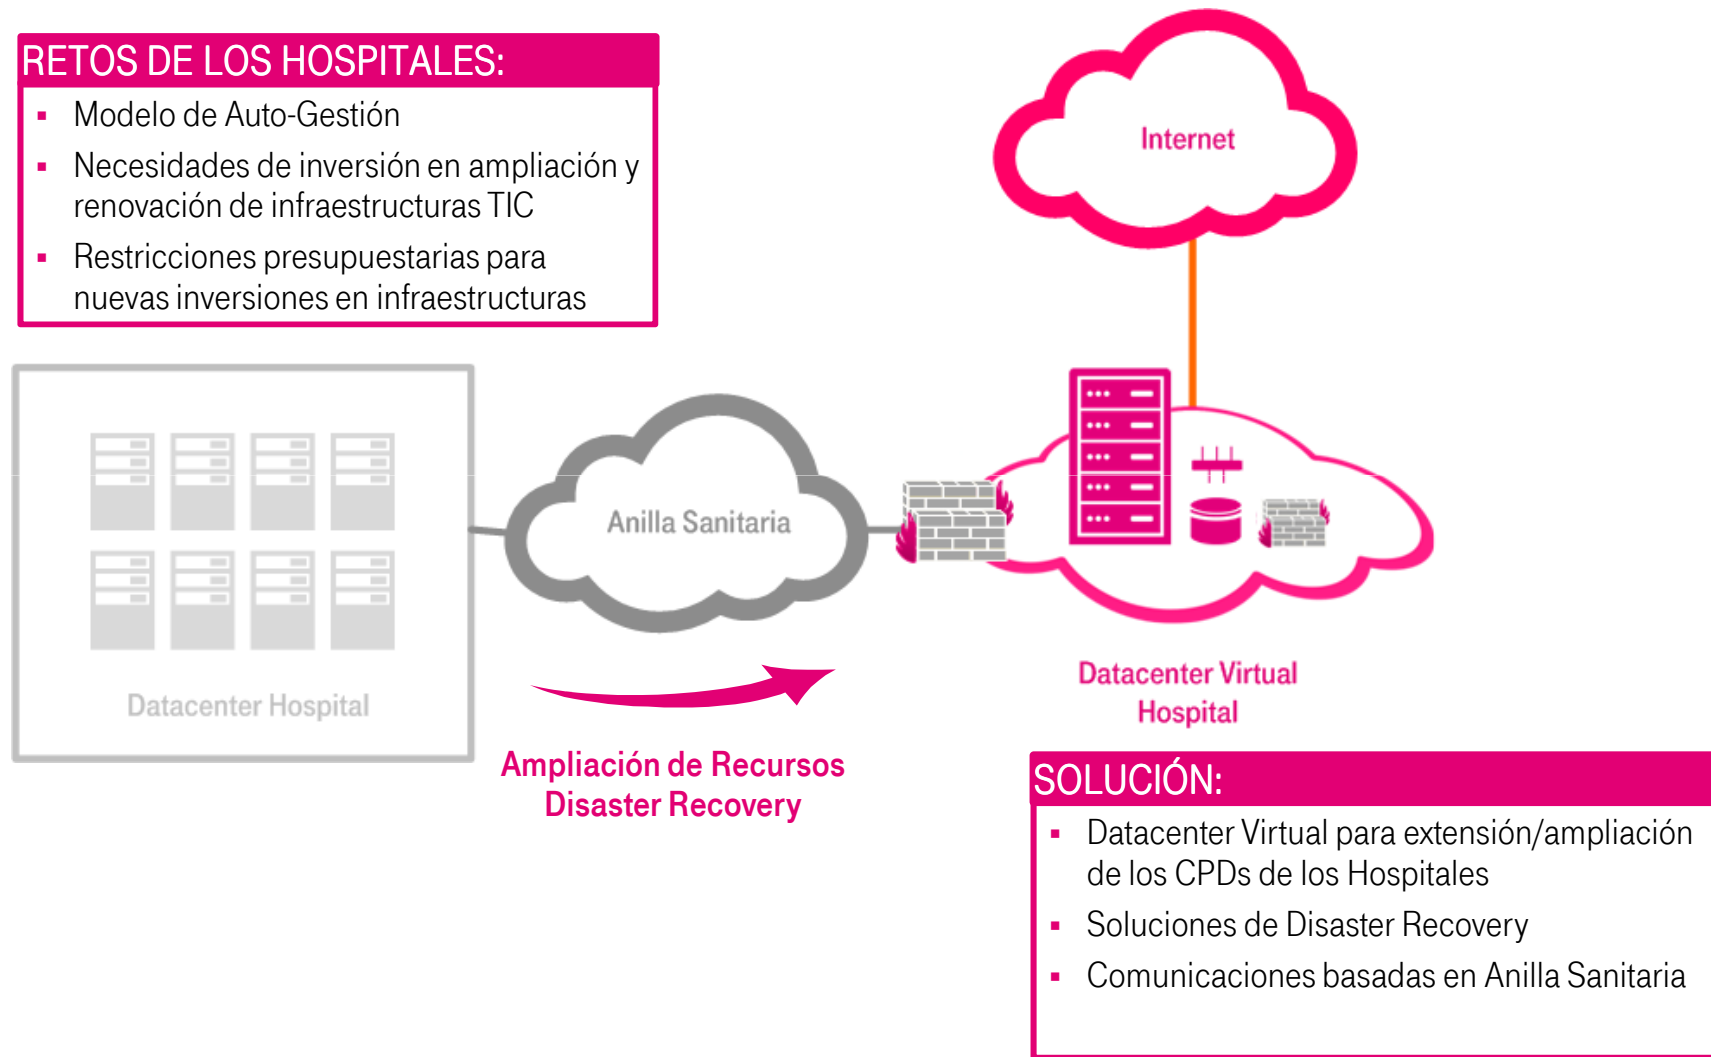 RETOS DE LOS HOSPITALES:
▪ Modelo de Auto-Gestión
▪ Necesidades de inversión en ampliación y
renovación de infraestructuras TIC
▪ Restricciones presupuestarias para
nuevas inversiones en infraestructuras
Internet
Anilla Sanitaria
Datacenter Hospital
Datacenter Virtual
Hospital
Ampliación de Recursos
Disaster Recovery
SOLUCIÓN:
▪ Datacenter Virtual para extensión/ampliación
de los CPDs de los Hospitales
▪ Soluciones de Disaster Recovery
▪ Comunicaciones basadas en Anilla Sanitaria